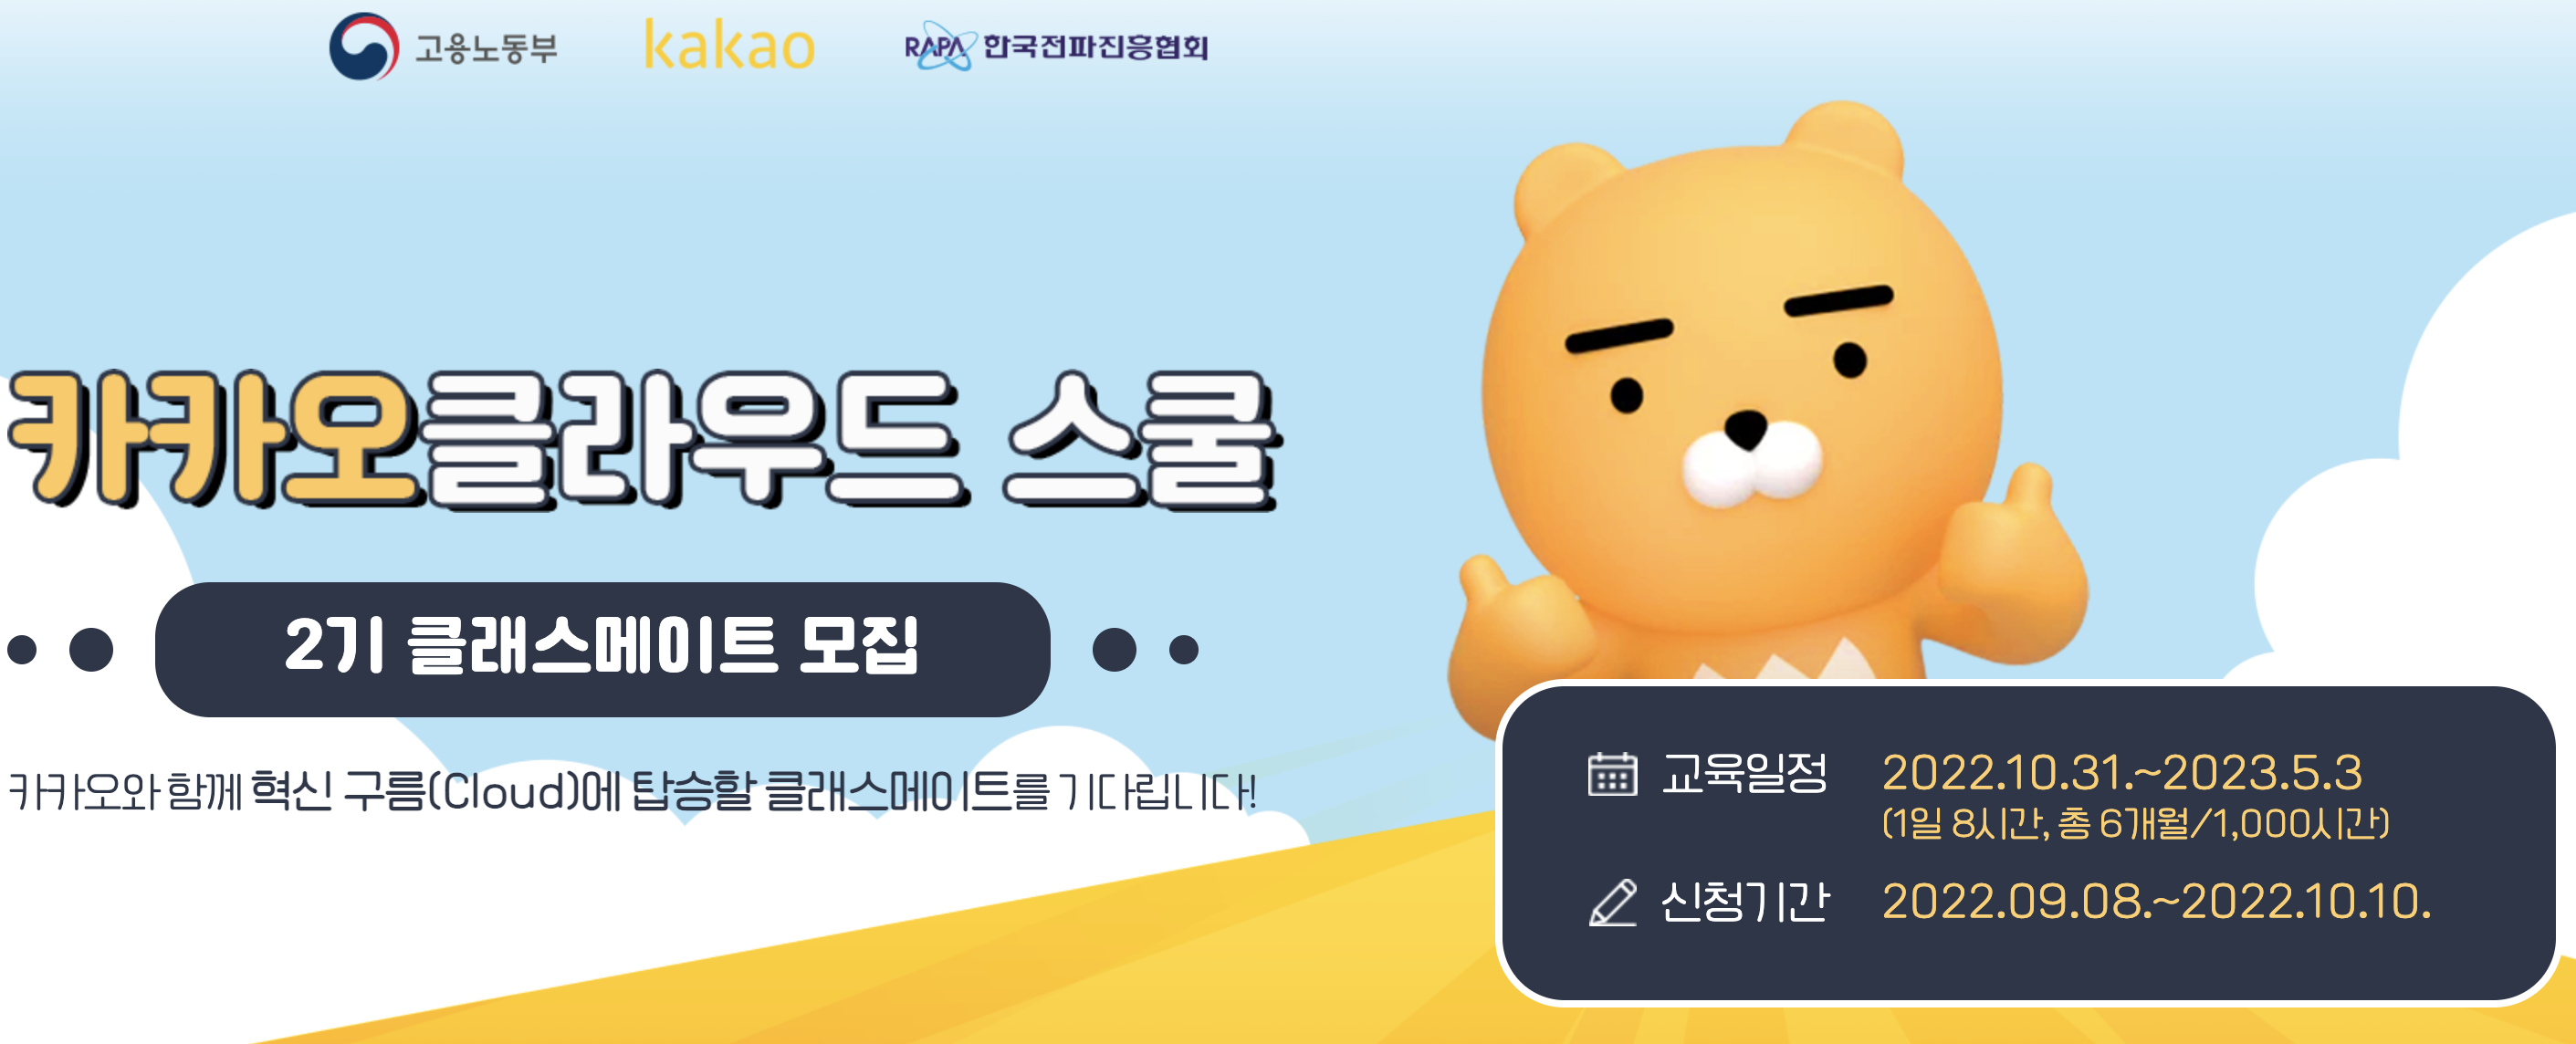 고용노동부
kakao
RAPA 한국전파진흥협회
카카오클라우드 스쿨
2기 클래스메이트 모집
카카오와 함께 혁신 구름(Cloud)에 탑승할 클래스메이트를 기다립니다!
교육일정 2022.10.31.~2023.5.3
(1일 8시간, 총 6개월/1,000시간)
신청기간 2022.09.08.~2022.10.10.